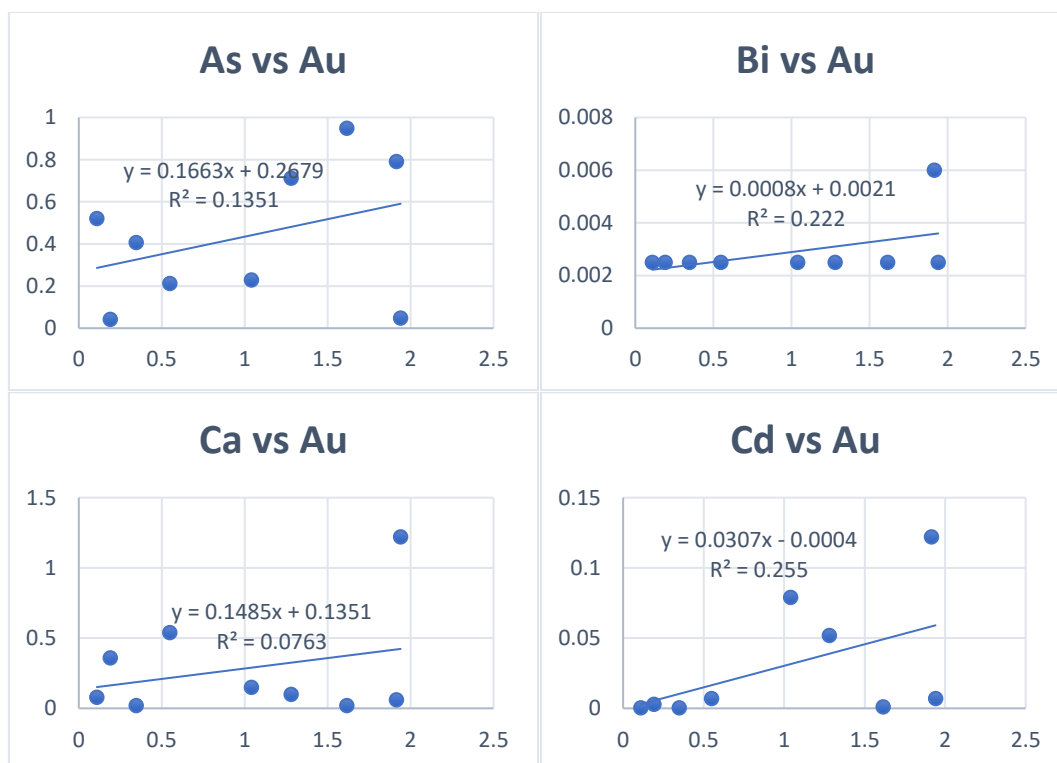 As vs Au
1
0.8
0.6
0.4
0.2
0
y = 0.1663x + 0.2679
R² = 0.1351
0 0.5 1 1.5 2 2.5
Bi vs Au
0.008
0.006
0.004
0.002
0
y = 0.0008x + 0.0021
R² = 0.222
0 0.5 1 1.5 2 2.5
Ca vs Au
1.5
1
0.5
0
y = 0.1485x + 0.1351
R² = 0.0763
0 0.5 1 1.5 2 2.5
Cd vs Au
0.15
0.1
0.05
0
y = 0.0307x - 0.0004
R² = 0.255
0 0.5 1 1.5 2 2.5